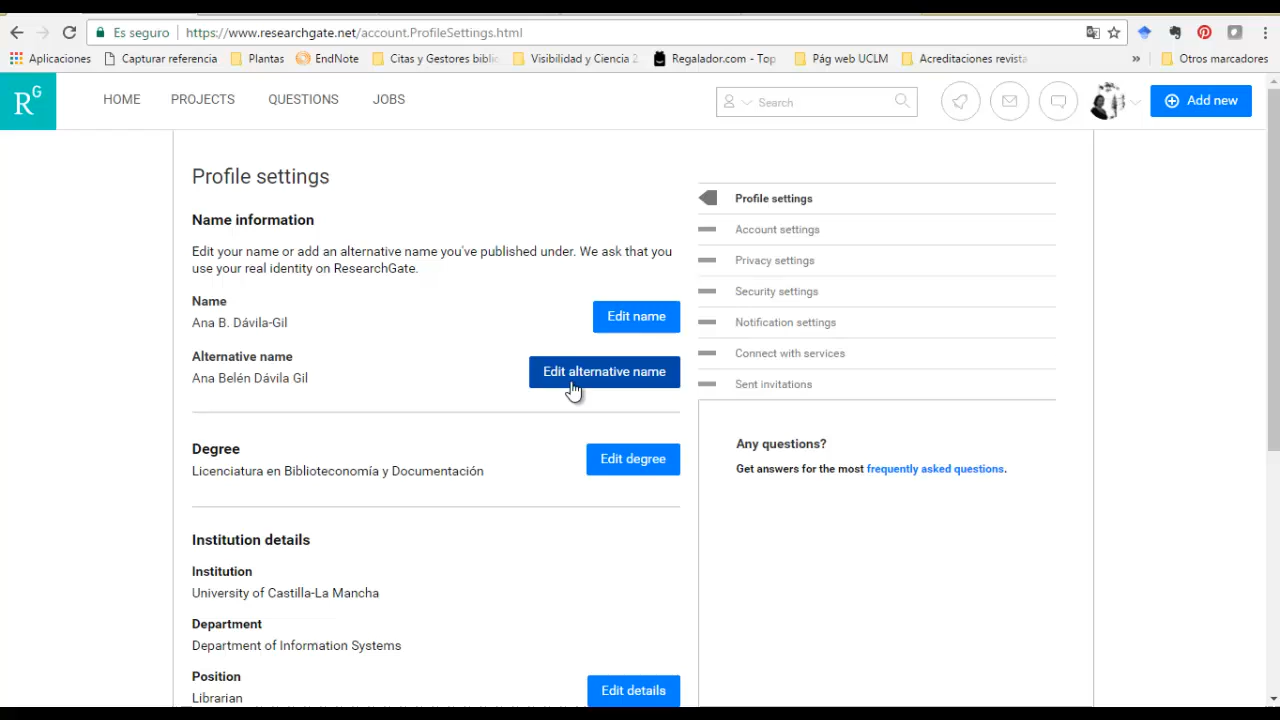 Es seguro https://www.researchgate.net/account.ProfileSettings.html
Aplicaciones Capturar referencia Plantas EndNote Citas y Gestores biblic Visibilidad y Ciencia 2 Regalador.com - Top Pág web UCLM Acreditaciones revista » Otros marcadores
RG HOME PROJECTS QUESTIONS JOBS Search Add new
Profile settings
Name information
Edit your name or add an alternative name you've published under. We ask that you
use your real identity on ResearchGate.
Name
Ana B. Dávila-Gil
Edit name
Alternative name
Ana Belén Dávila Gil
Edit alternative name
Degree
Licenciatura en Biblioteconomía y Documentación
Edit degree
Institution details
Institution
University of Castilla-La Mancha
Department
Department of Information Systems
Position
Librarian
Edit details
Profile settings
Account settings
Privacy settings
Security settings
Notification settings
Connect with services
Sent invitations
Any questions?
Get answers for the most frequently asked questions.